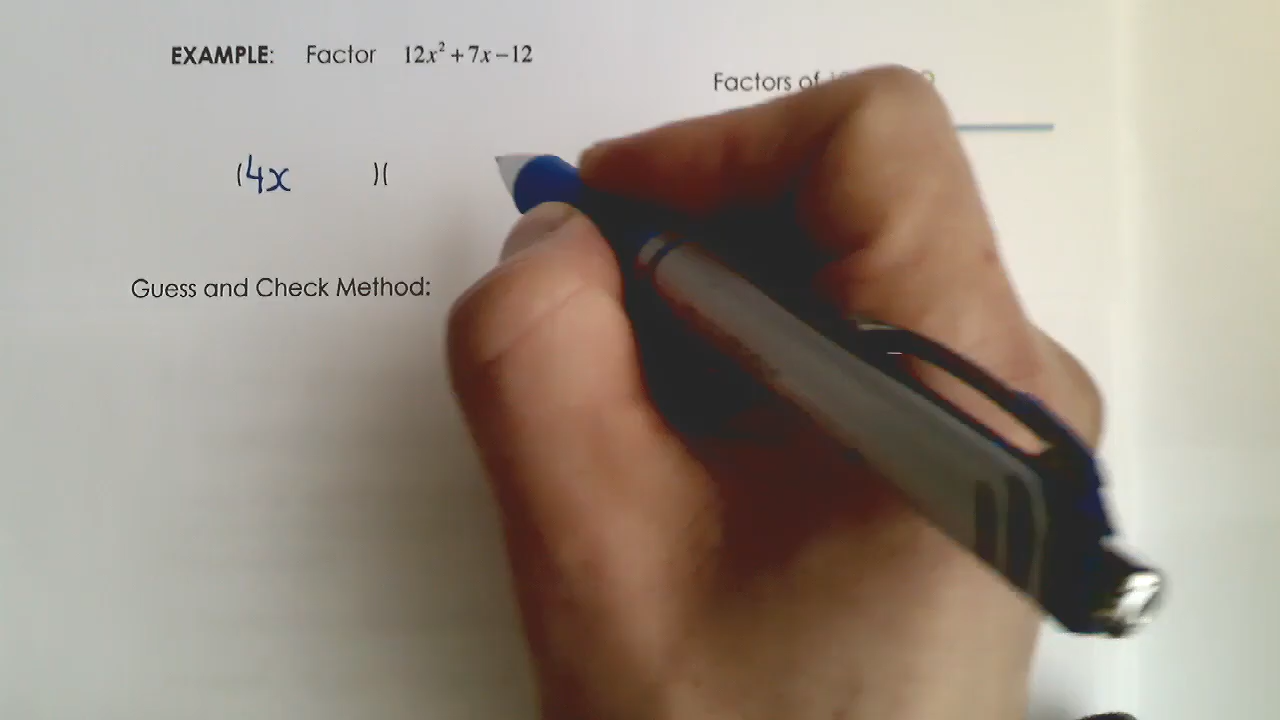 EXAMPLE: Factor 12x² + 7x – 12
Factors of
(4x )(
Guess and Check Method: